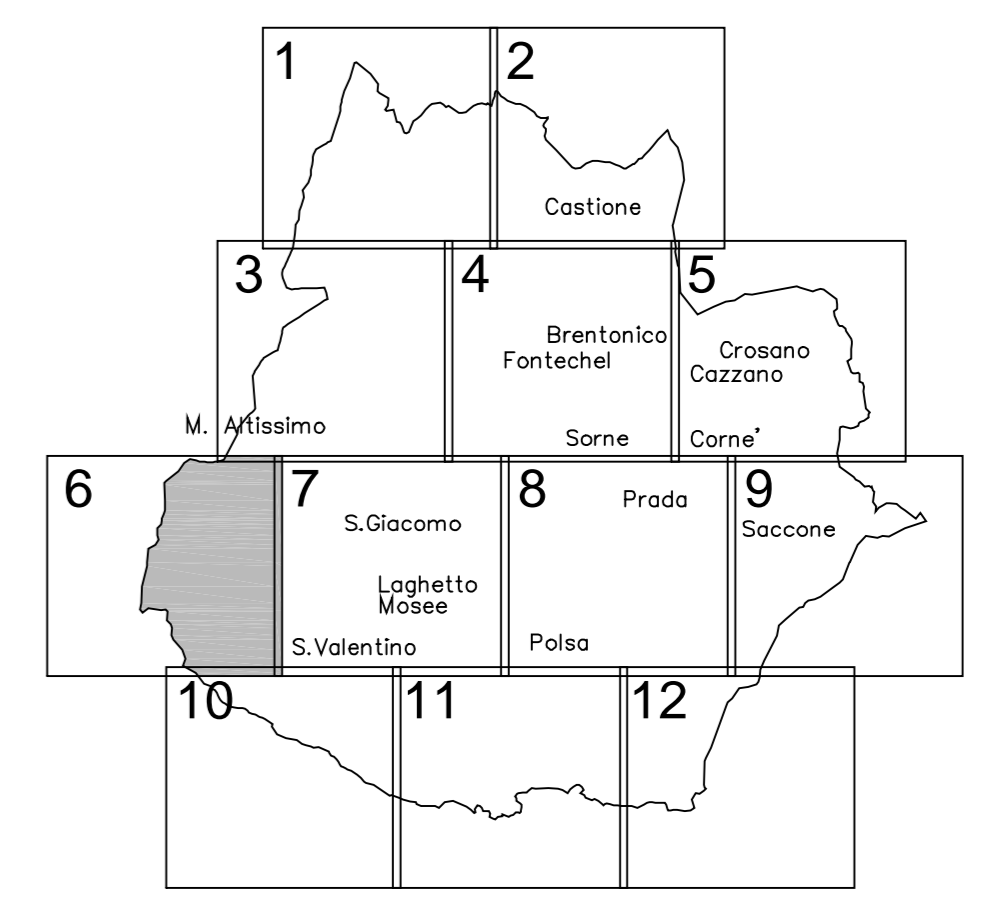 1
2
Castione
3
4
5
Brentonico
Crosano
Fontechel
Cazzano
M. Altissimo
Sorne
Corne'
6
7
8
9
Prada
S.Giacomo
Saccone
Laghetto
Mosee
S.Valentino
Polsa
10
11
12